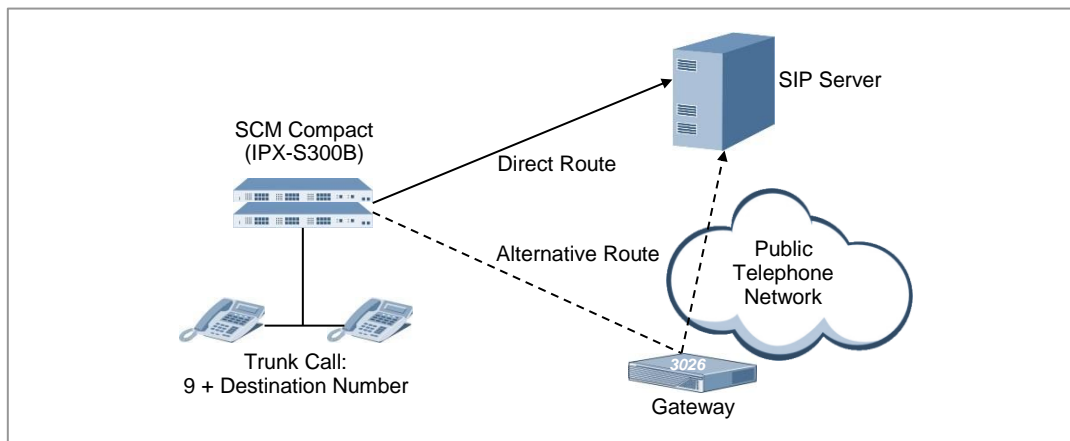 SIP Server
SCM Compact
(IPX-S300B)
Direct Route
Alternative Route
Public
Telephone
Network
3026
Trunk Call:
9 + Destination Number
Gateway